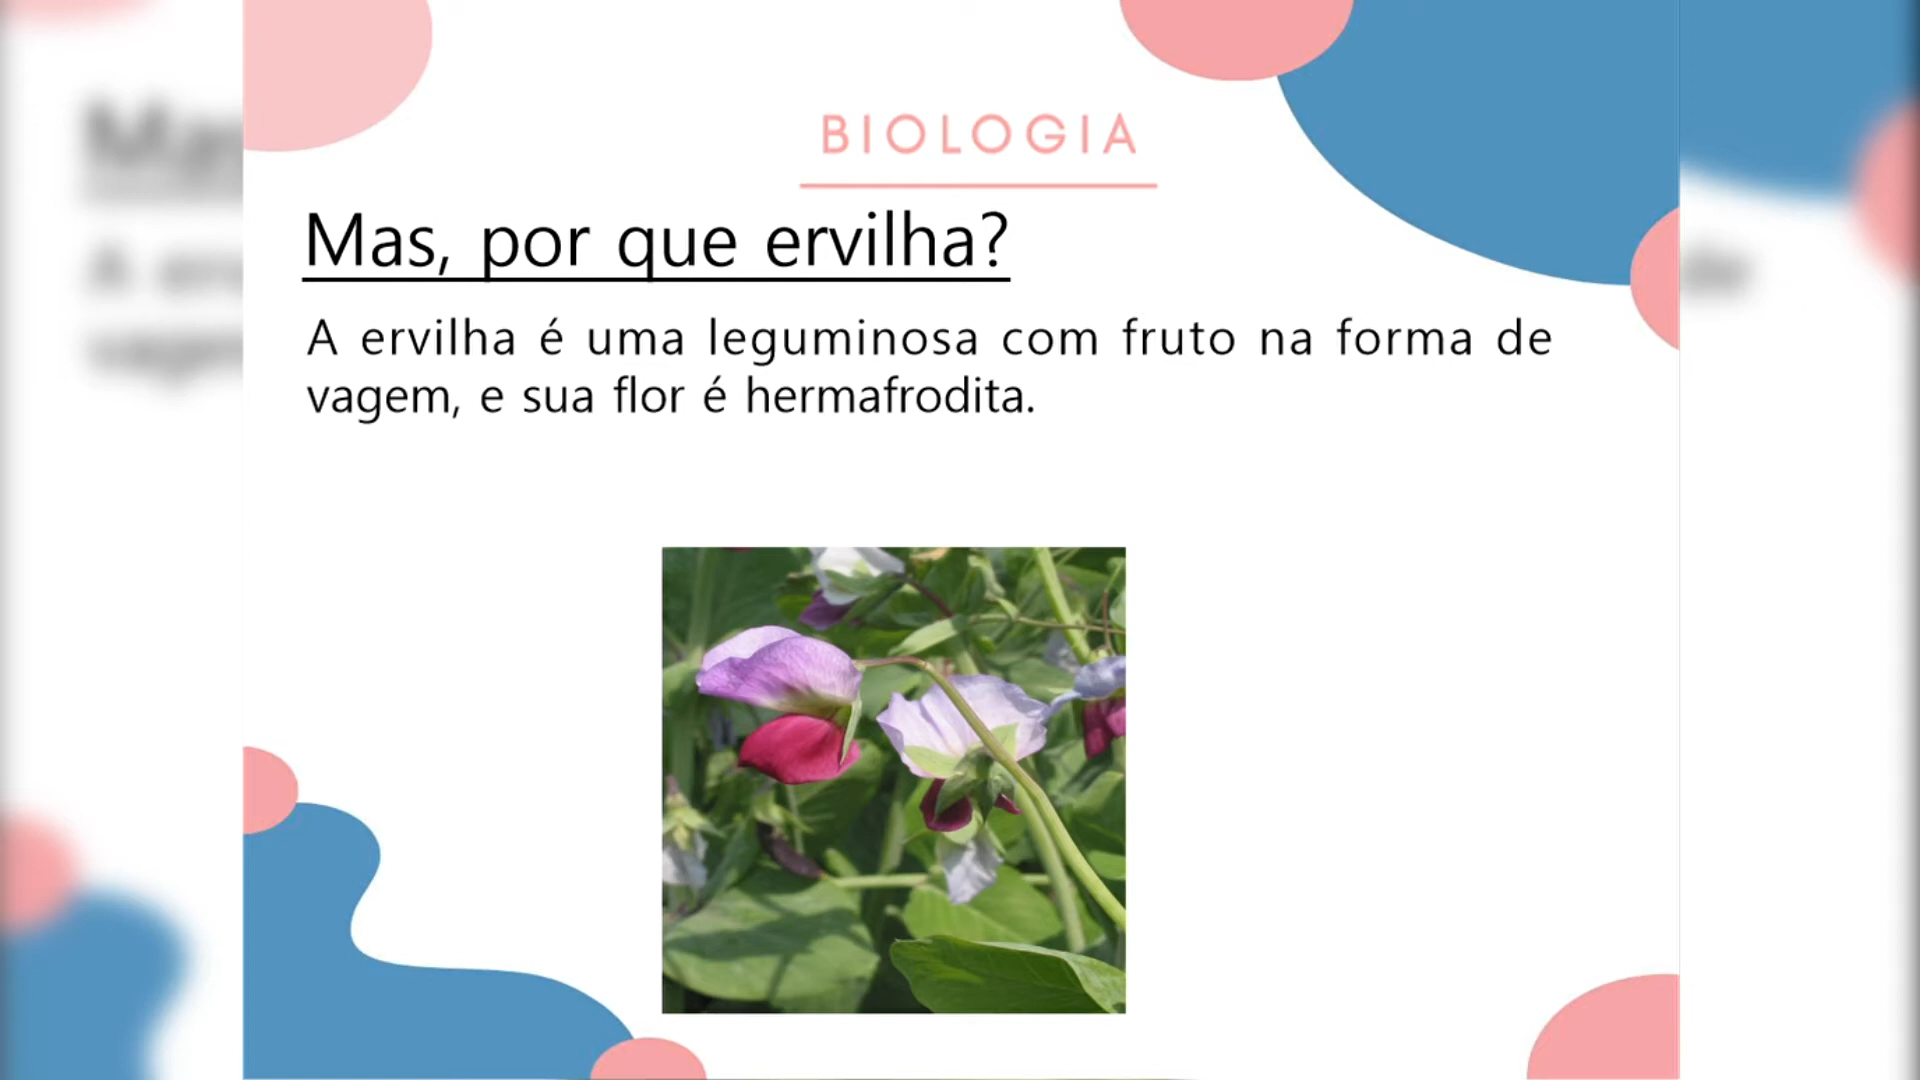 BIOLOGIA
Mas, por que ervilha?
A ervilha é uma leguminosa com fruto na forma de
vagem, e sua flor é hermafrodita.